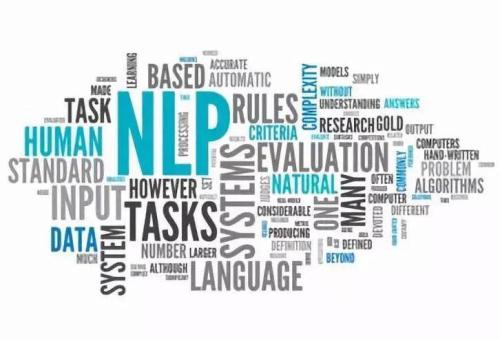 LEARNING
BASED
ACCURATE
AUTOMATIC
MADE
TASK
NLP
PROCESSING
RULES
CRITERIA
COMPLEXITY
MODELS
SIMPLY
WITHOUT
UNDERSTANDING
ANSWERS
RESEARCH
GOLD
OUTPUT
HUMAN
STANDARD
EVALUATION
COMMONLY
COMPUTERS
HAND-WRITTEN
PROBLEM
ALGORITHMS
INPUT
HOWEVER
TASKS
SYSTEMS
JUDGES
NATURAL
ONE
MANY
OFTEN
COMPUTER
DEVOTED
DIFFERENT
CONSIDERABLE
PRODUCING
DEFINITION
DEFINED
BEYOND
DATA
MUCH
SYSTEM
NUMBER
LARGER
ALTHOUGH
LANGUAGE